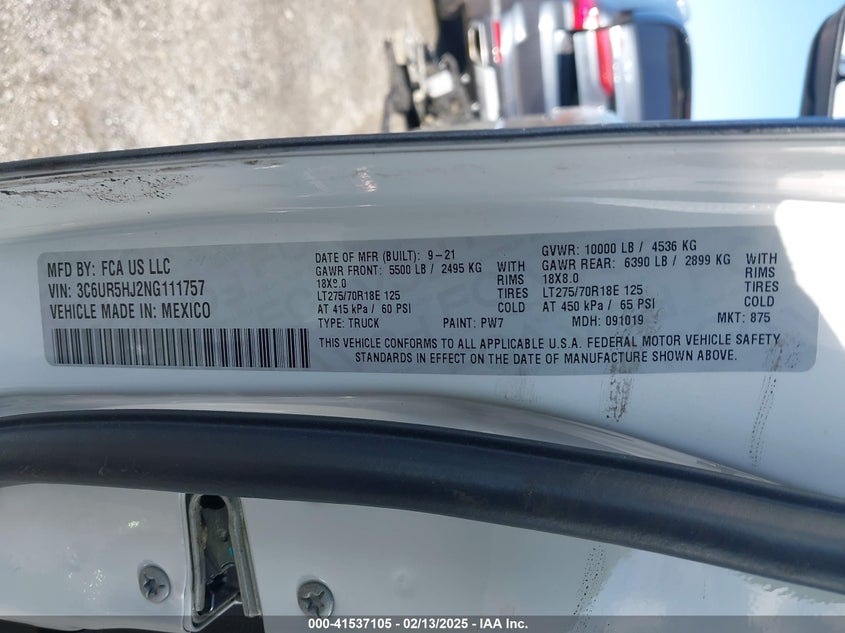 MFD BY: FCA US LLC
VIN: 3C6UR5HJ2NG111757
VEHICLE MADE IN: MEXICO
DATE OF MFR (BUILT): 9-21
GAWR FRONT: 5500 LB / 2495 KG WITH
18X8.0 RIMS
LT275/70R18E 125 TIRES
AT 415 kPa / 60 PSI COLD
TYPE: TRUCK PAINT: PW7
GVWR: 10000 LB / 4536 KG
GAWR REAR: 6390 LB / 2899 KG WITH
18X8.0 RIMS
LT275/70R18E 125 TIRES
AT 450 kPa / 65 PSI COLD
MDH: 091019 MKT: 875
THIS VEHICLE CONFORMS TO ALL APPLICABLE U.S.A. FEDERAL MOTOR VEHICLE SAFETY
STANDARDS IN EFFECT ON THE DATE OF MANUFACTURE SHOWN ABOVE.
000-41537105 - 02/13/2025 - IAA Inc.